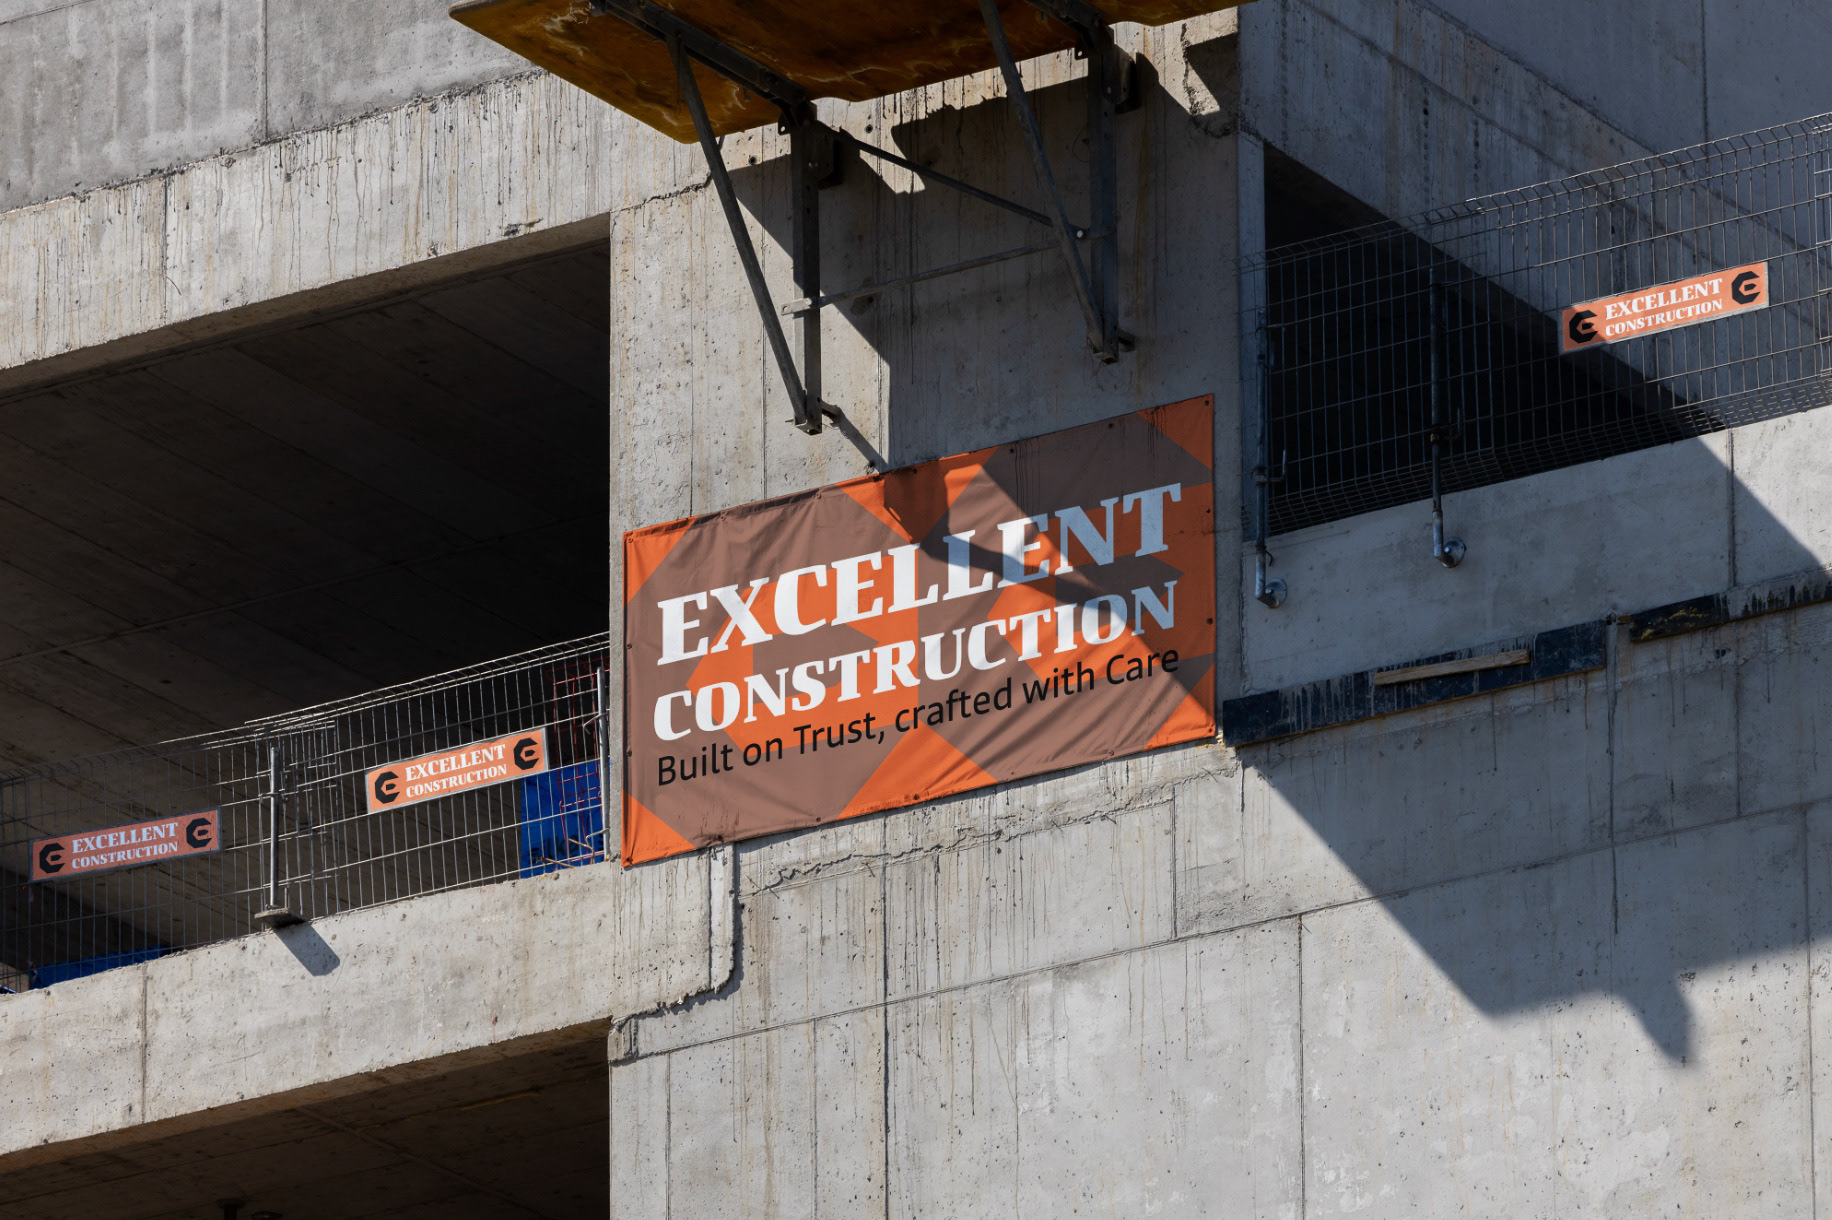 EXCELLENT
CONSTRUCTION
EXCELLENT
CONSTRUCTION
Built on Trust, crafted with Care
EXCELLENT
CONSTRUCTION
EXCELLENT
CONSTRUCTION